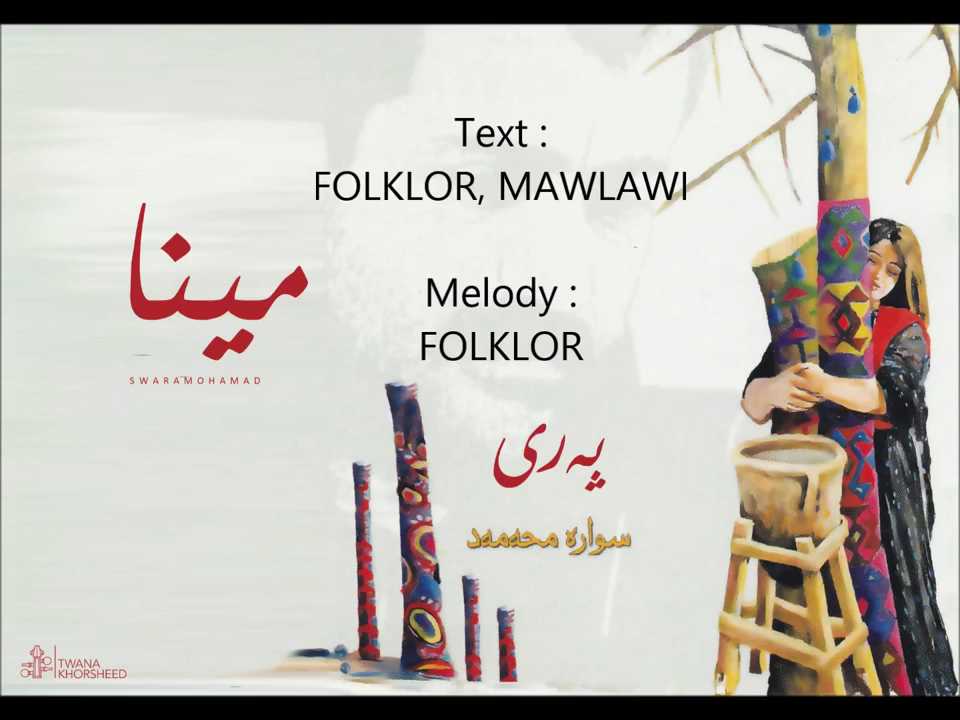 Text :
FOLKLOR, MAWLAWI
مینا
SWARAMOHAMAD
Melody :
FOLKLOR
پەری
سوارە محەمەد
TWANA
KHORSHEED